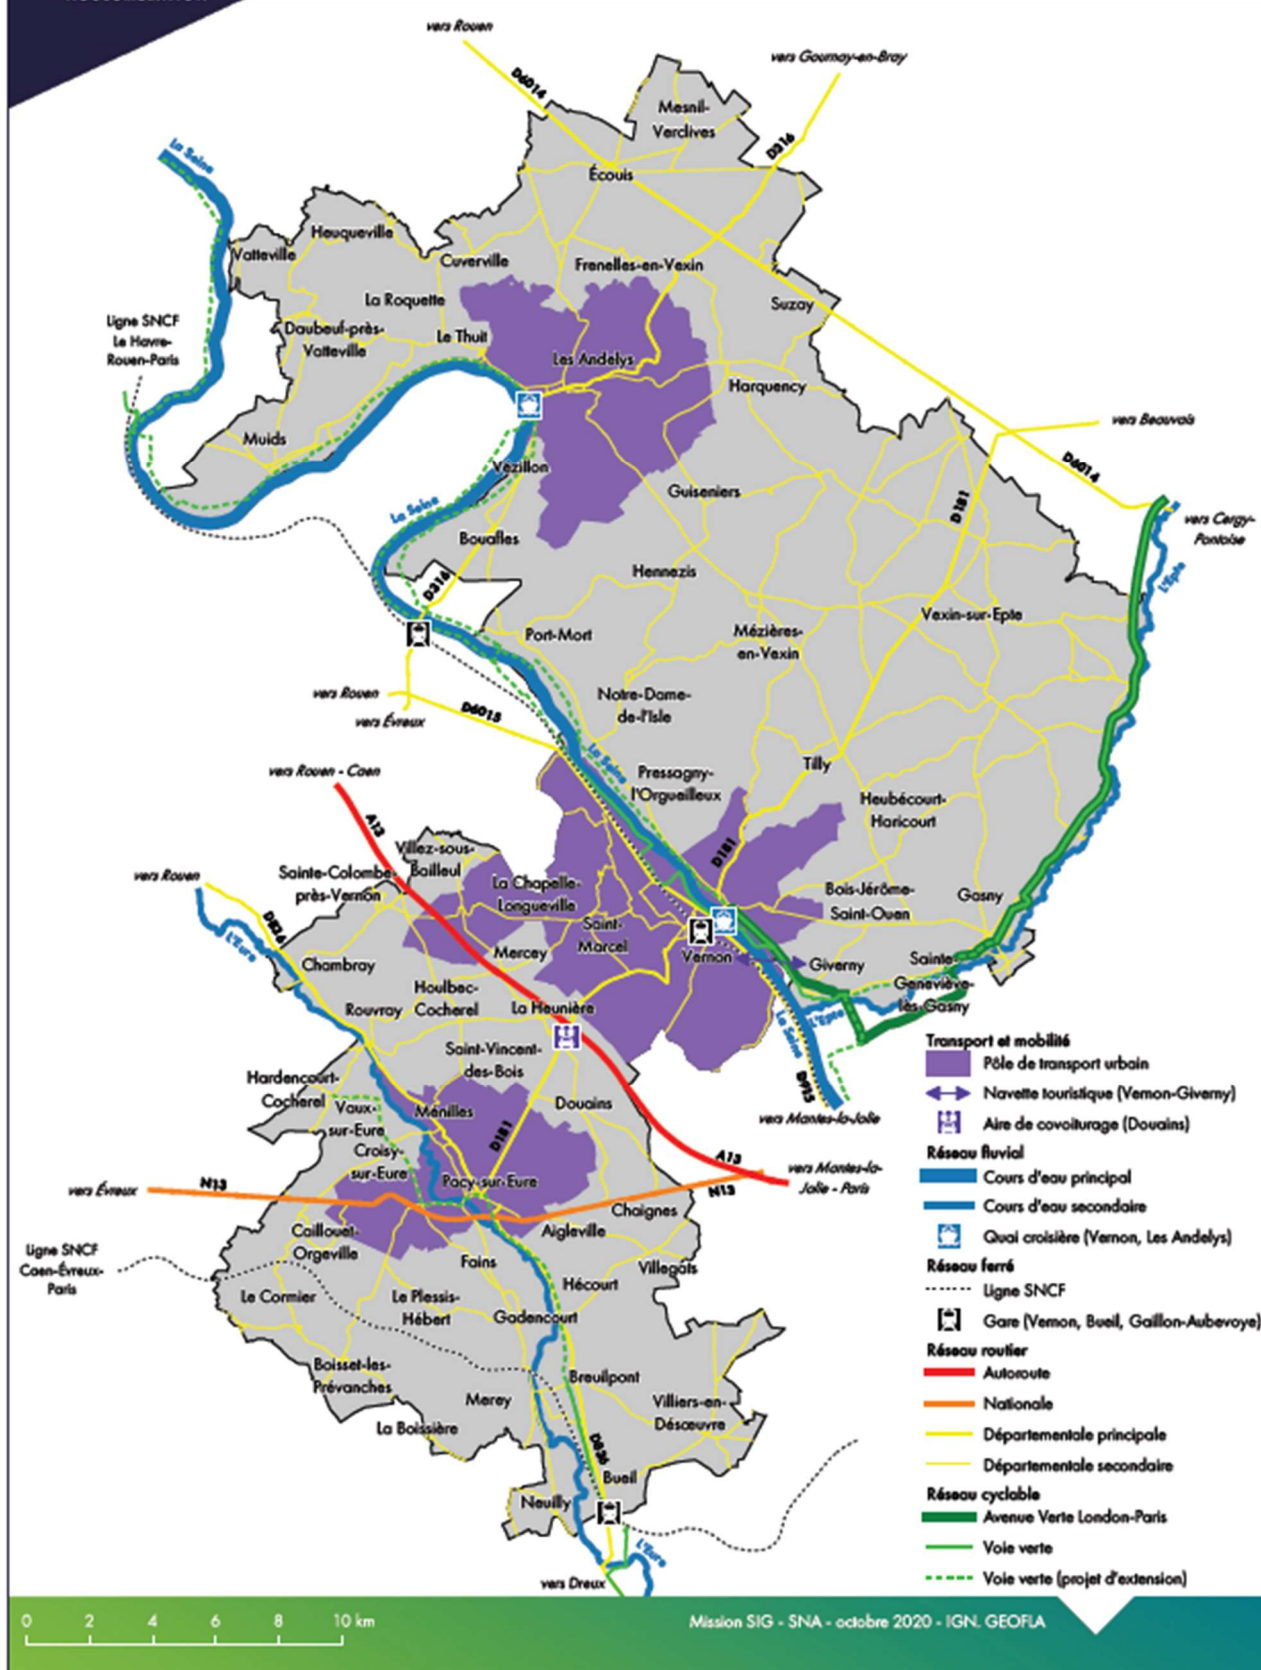 vers Rouen
vers Gournay-en-Bray
D6014
Mesnil-
Verclives
D316
Écouis
La Seine
Heuqueville
Vatteville
Cuverville
Frenelles-en-Vexin
La Roquette
Suzay
Ligne SNCF
Le Havre-
Rouen-Paris
Daubeuf-près-
Vatteville
Le Thuit
Les Andelys
Harquency
vers Beauvais
Muids
Vézillon
D6014
Guiseniers
D181
La Seine
vers Cergy-
Pontoise
Bouafles
Hennezis
L'Epte
D316
Vexin-sur-Epte
Port-Mort
Mézières-
en-Vexin
vers Rouen
vers Évreux
D6015
Notre-Dame-
de-l'Isle
La Seine
Tilly
vers Rouen - Caen
Pressagny-
l'Orgueilleux
Heubécourt-
Haricourt
A13
Villez-sous-
Bailleul
D181
vers Rouen
Sainte-Colombe-
près-Vernon
La Chapelle-
Longueville
Bois-Jérôme-
Saint-Ouen
Gasny
D836
L'Eure
Saint-
Marcel
Mercey
Vernon
Giverny
Chambray
Sainte-
Geneviève-
lès-Gasny
Houlbec-
Cocherel
Rouvray
La Heunière
La Seine
L'Epte
Saint-Vincent-
des-Bois
D915
Hardencourt-
Cocherel
Vaux-
sur-Eure
Ménilles
Douains
vers Mantes-la-Jolie
D181
Croisy-
sur-Eure
A13
vers Mantes-la-
Jolie - Paris
vers Évreux
N13
Pacy-sur-Eure
N13
Chaignes
Caillouet-
Orgeville
Aigleville
Ligne SNCF
Caen-Évreux-
Paris
Fains
Villegats
Hécourt
Le Cormier
Le Plessis-
Hébert
Gadencourt
Boisset-les-
Prévanches
Breuilpont
Merey
Villiers-en-
Désœuvre
La Boissière
D836
Bueil
Neuilly
L'Eure
vers Dreux
Transport et mobilité
Pôle de transport urbain
Navette touristique (Vernon-Giverny)
Aire de covoiturage (Douains)
Réseau fluvial
Cours d'eau principal
Cours d'eau secondaire
Quai croisière (Vernon, Les Andelys)
Réseau ferré
Ligne SNCF
Gare (Vernon, Bueil, Gaillon-Aubevoye)
Réseau routier
Autoroute
Nationale
Départementale principale
Départementale secondaire
Réseau cyclable
Avenue Verte London-Paris
Voie verte
Voie verte (projet d'extension)
0 2 4 6 8 10 km
Mission SIG - SNA - octobre 2020 - IGN. GEOFLA